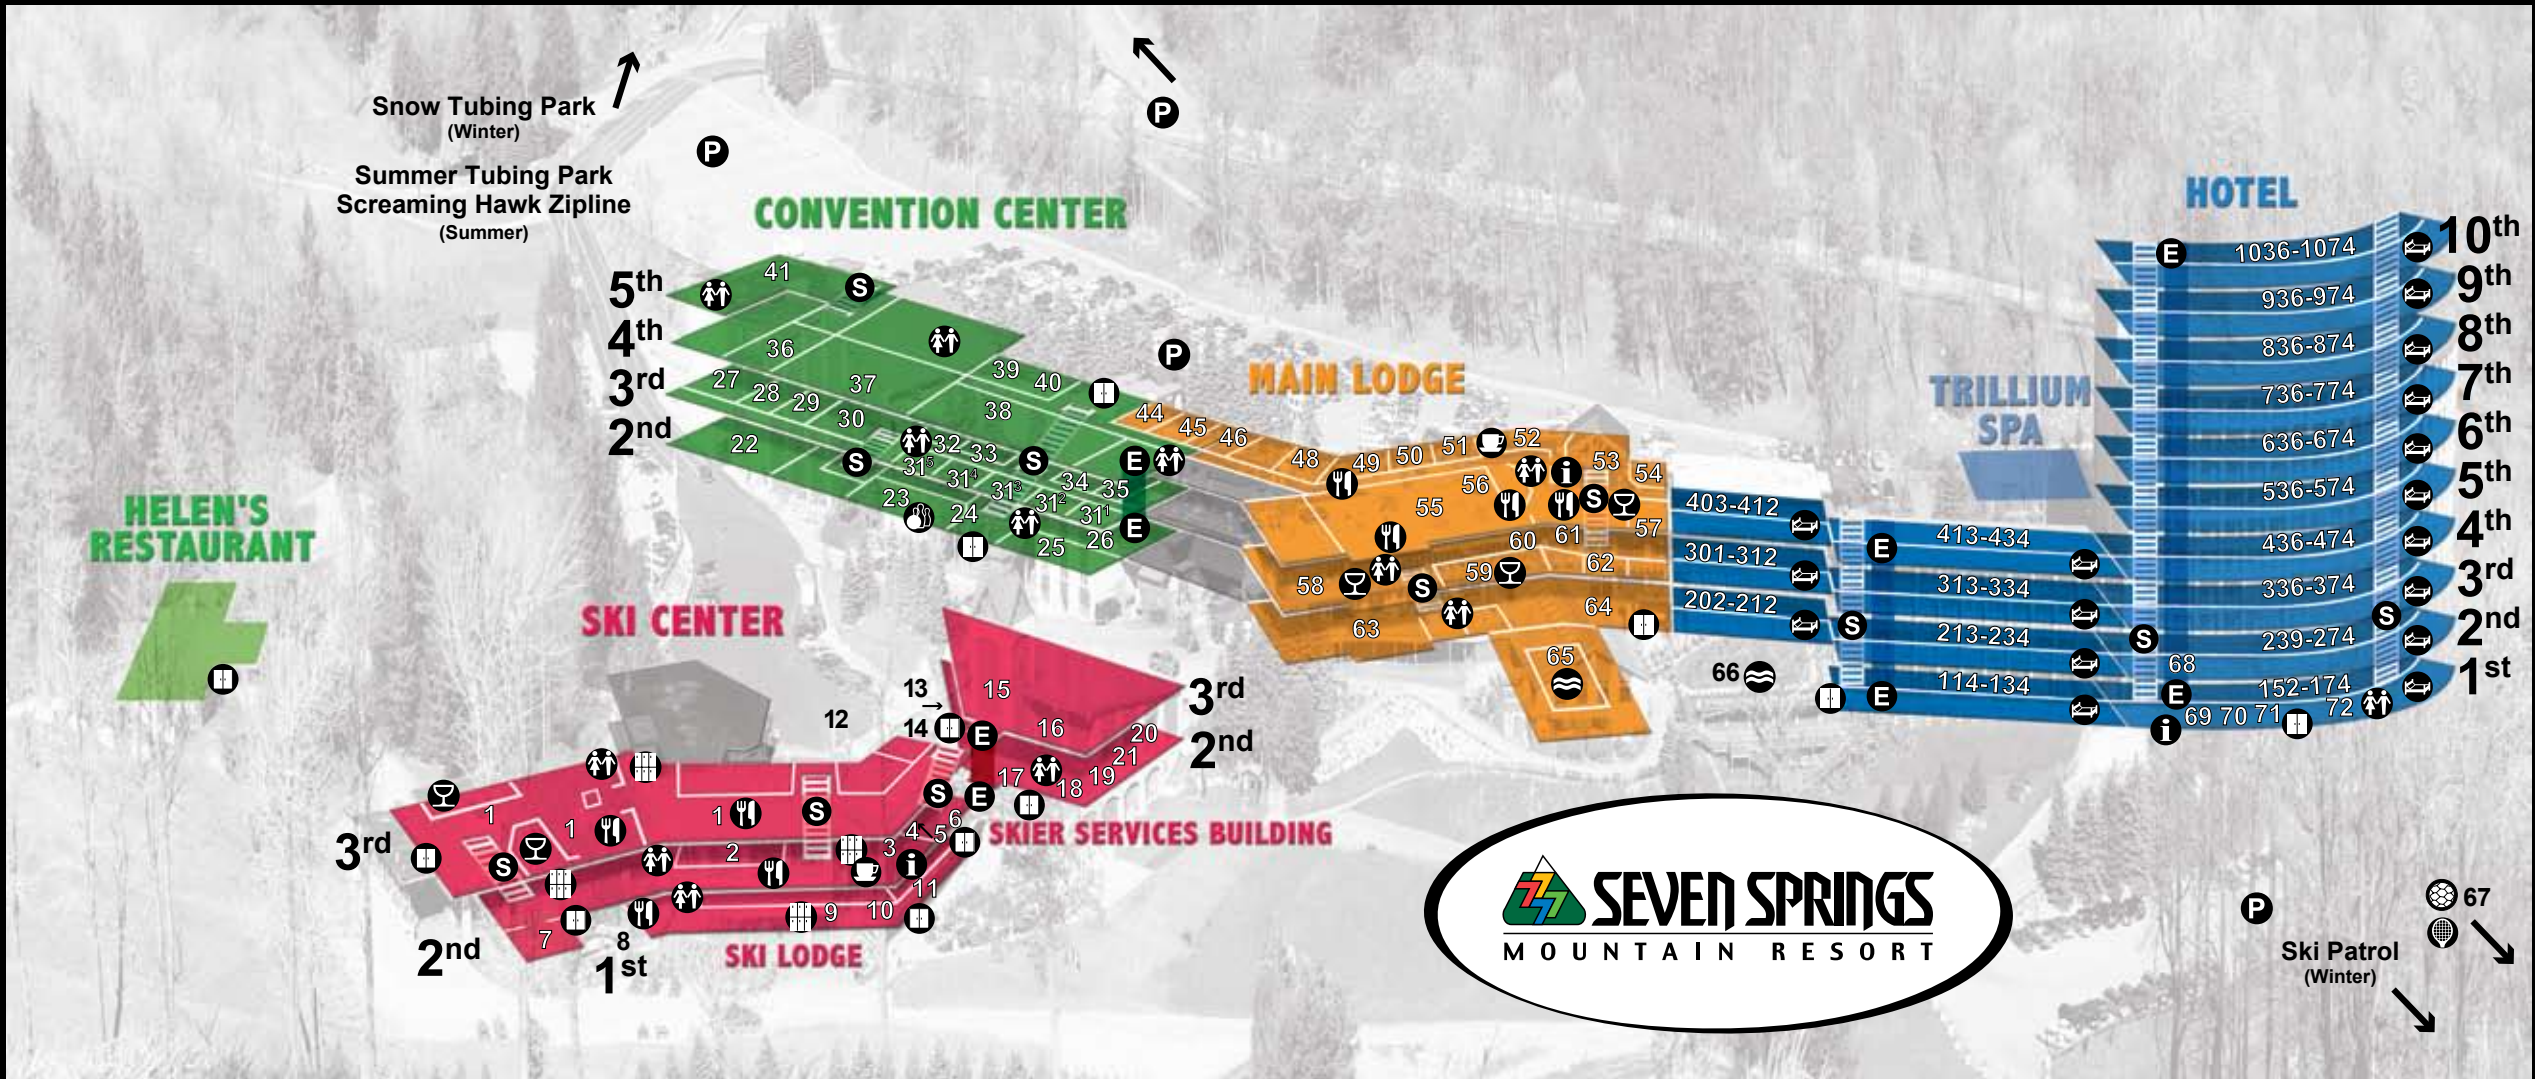 Snow Tubing Park
(Winter)
Summer Tubing Park
Screaming Hawk Zipline
(Summer)
P
P
P
CONVENTION CENTER
5th
4th
3rd
2nd
41
S
36
37
39
40
27
28
29
30
38
22
32
33
S
S
E
31⁵
31⁴
31³
31²
31¹
34
35
23
24
25
26
E
MAIN LODGE
44
45
46
48
49
50
51
52
53
54
i
S
55
56
57
58
59
60
61
62
S
63
64
65
66
HOTEL
10th
9th
8th
7th
6th
5th
4th
3rd
2nd
1st
E
1036-1074
936-974
836-874
736-774
636-674
536-574
436-474
336-374
239-274
152-174
TRILLIUM
SPA
403-412
301-312
202-212
413-434
313-334
213-234
114-134
E
S
E
S
S
68
E
i
69 70 71
72
HELEN'S
RESTAURANT
SKI CENTER
12
13
14
15
16
17
18
19
20
21
E
E
S
3rd
2nd
SKIER SERVICES BUILDING
3rd
2nd
1st
1
1
1
S
S
2
3
4
5
6
i
7
8
9
10
11
SKI LODGE
SEVEN SPRINGS
MOUNTAIN RESORT
P
67
Ski Patrol
(Winter)